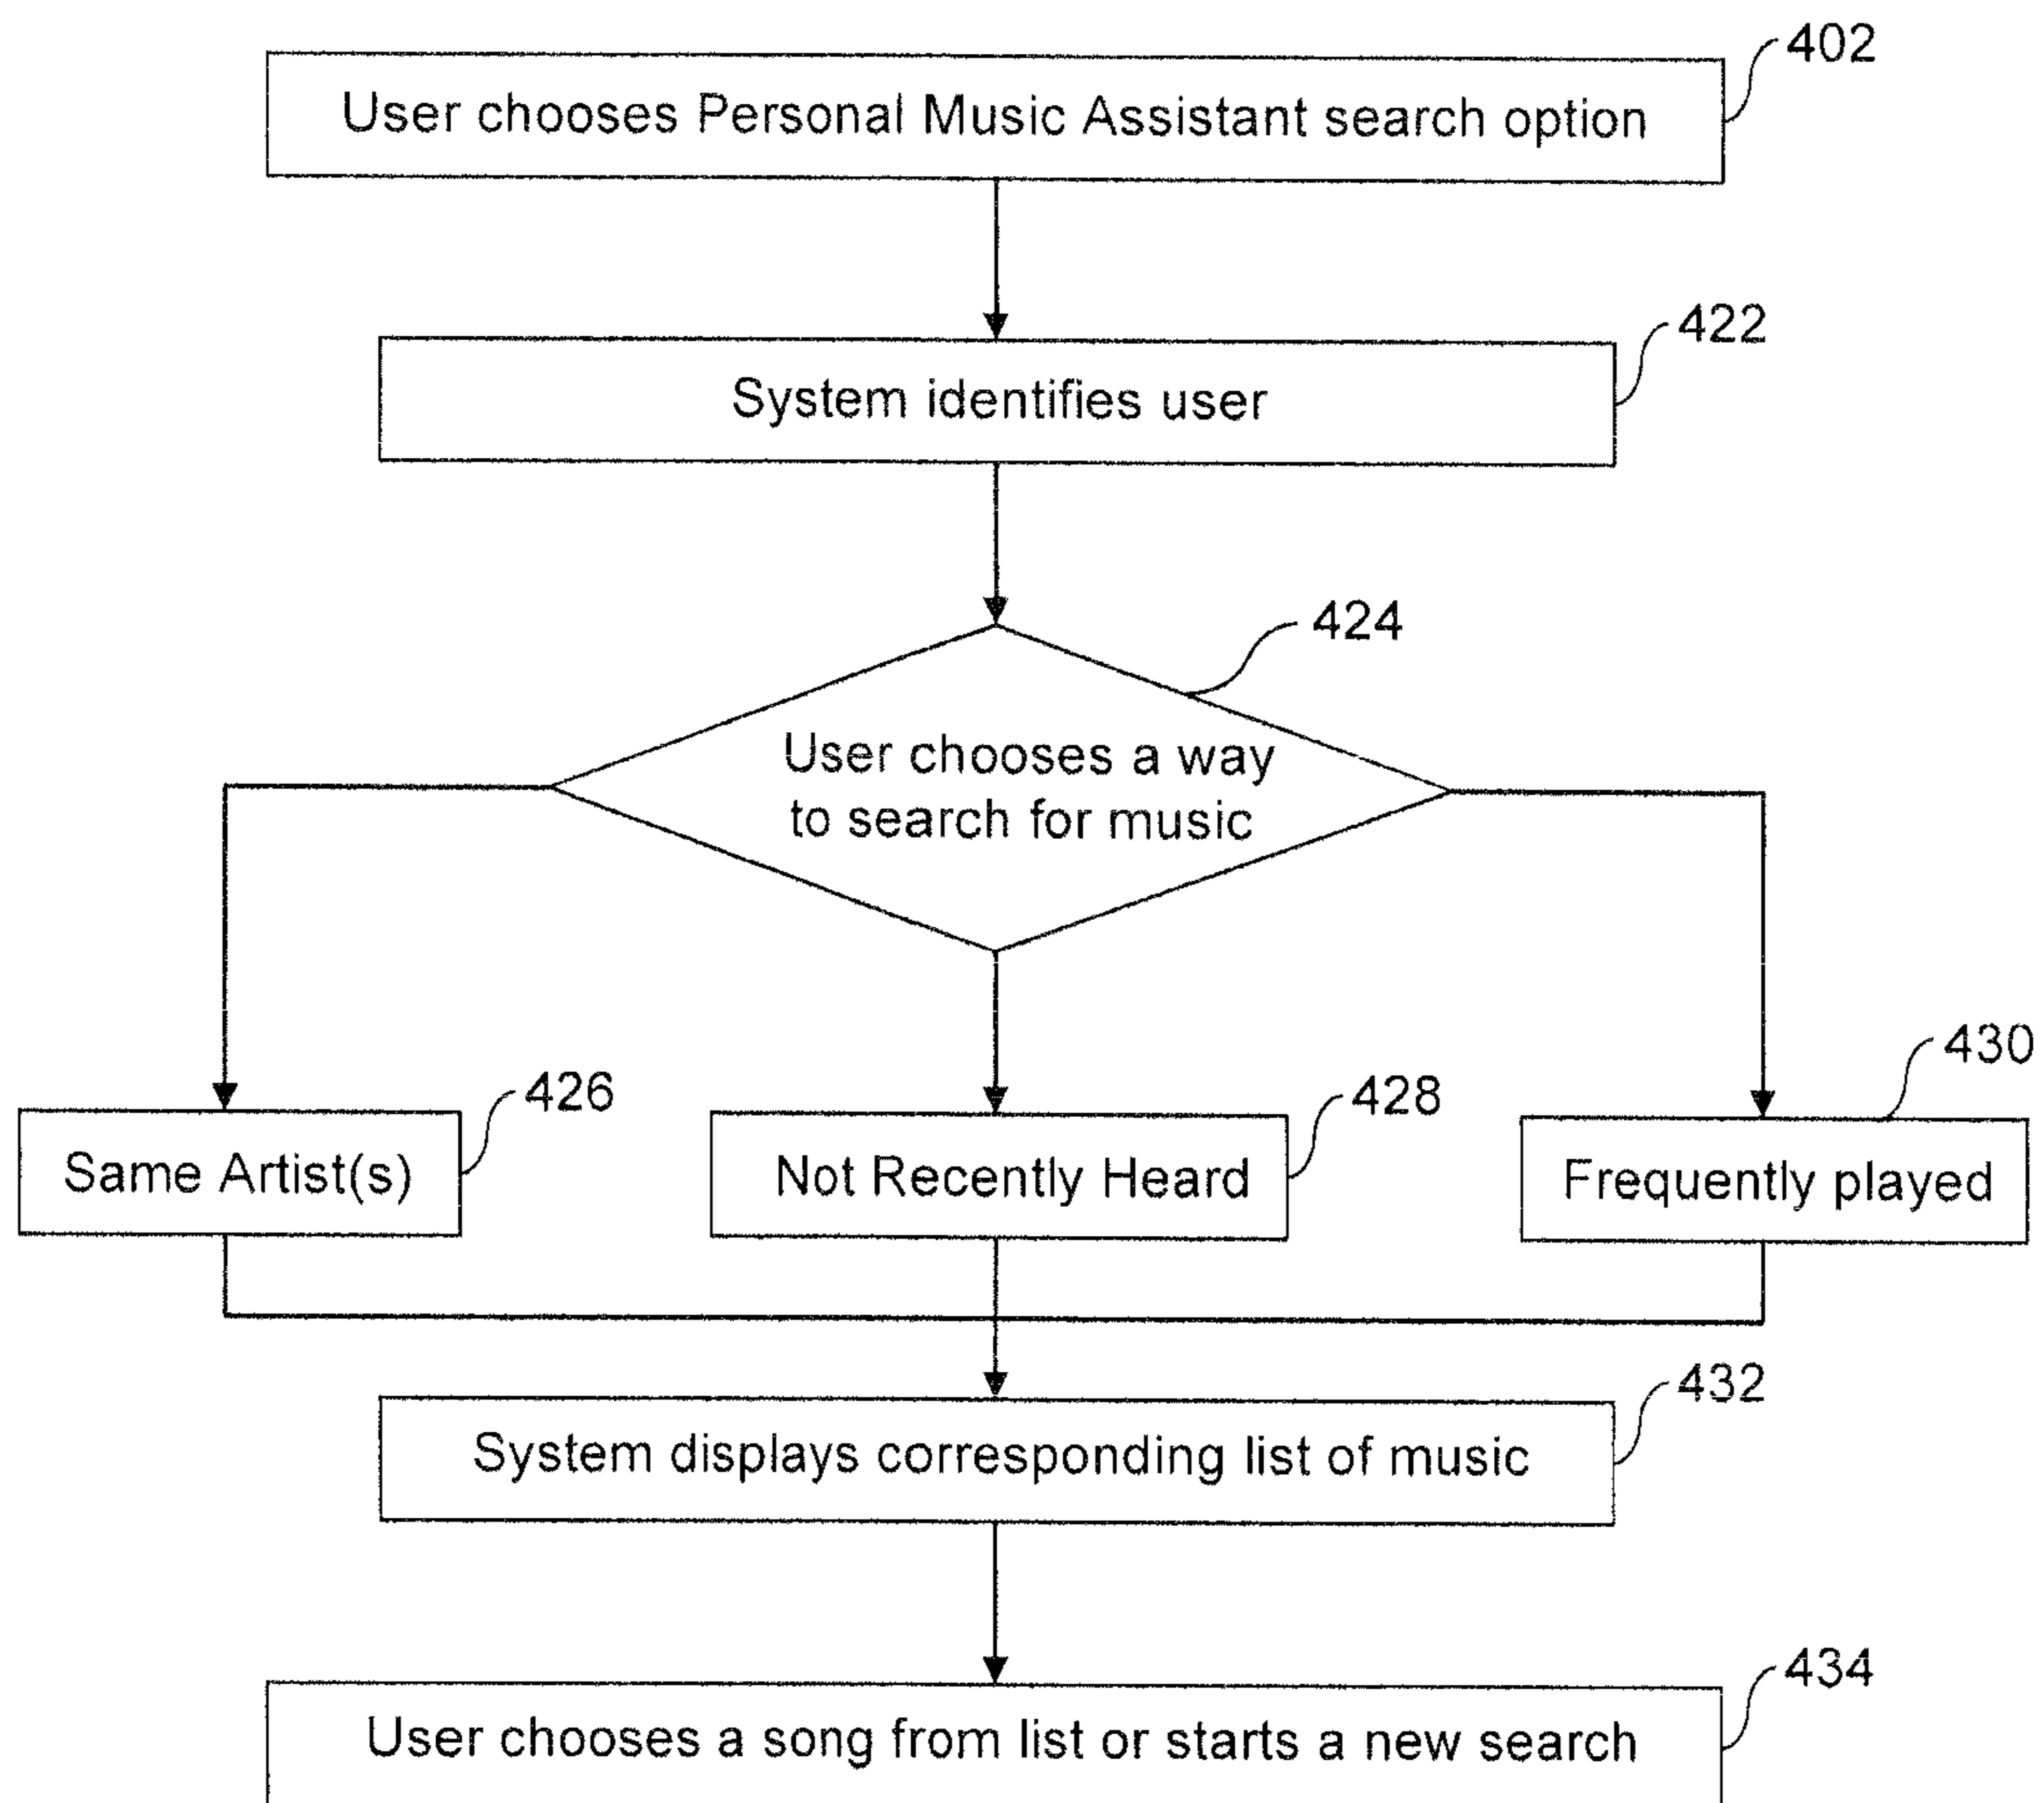 402
User chooses Personal Music Assistant search option
422
System identifies user
424
User chooses a way
to search for music
426
Same Artist(s)
428
Not Recently Heard
430
Frequently played
432
System displays corresponding list of music
434
User chooses a song from list or starts a new search